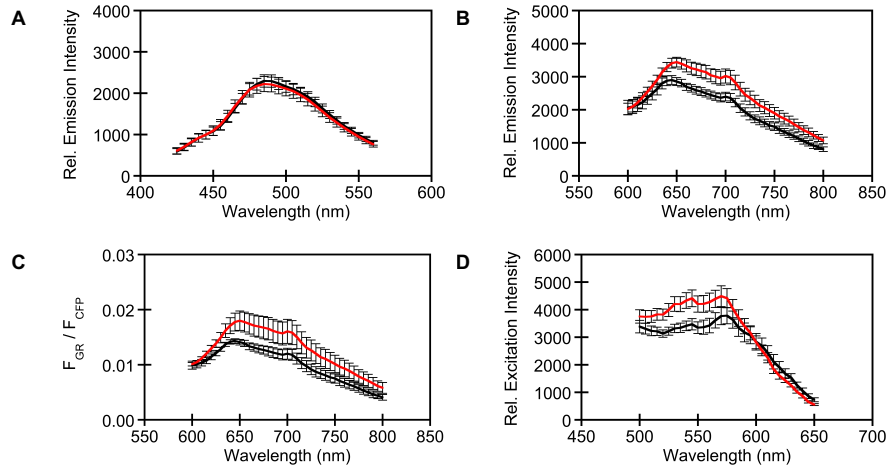 A
Rel. Emission Intensity
4000
3000
2000
1000
0
400 450 500 550 600
Wavelength (nm)
B
Rel. Emission Intensity
5000
4000
3000
2000
1000
0
550 600 650 700 750 800 850
Wavelength (nm)
C
F GR / F CFP
0.03
0.02
0.01
0.00
550 600 650 700 750 800 850
Wavelength (nm)
D
Rel. Excitation Intensity
6000
5000
4000
3000
2000
1000
0
450 500 550 600 650 700
Wavelength (nm)